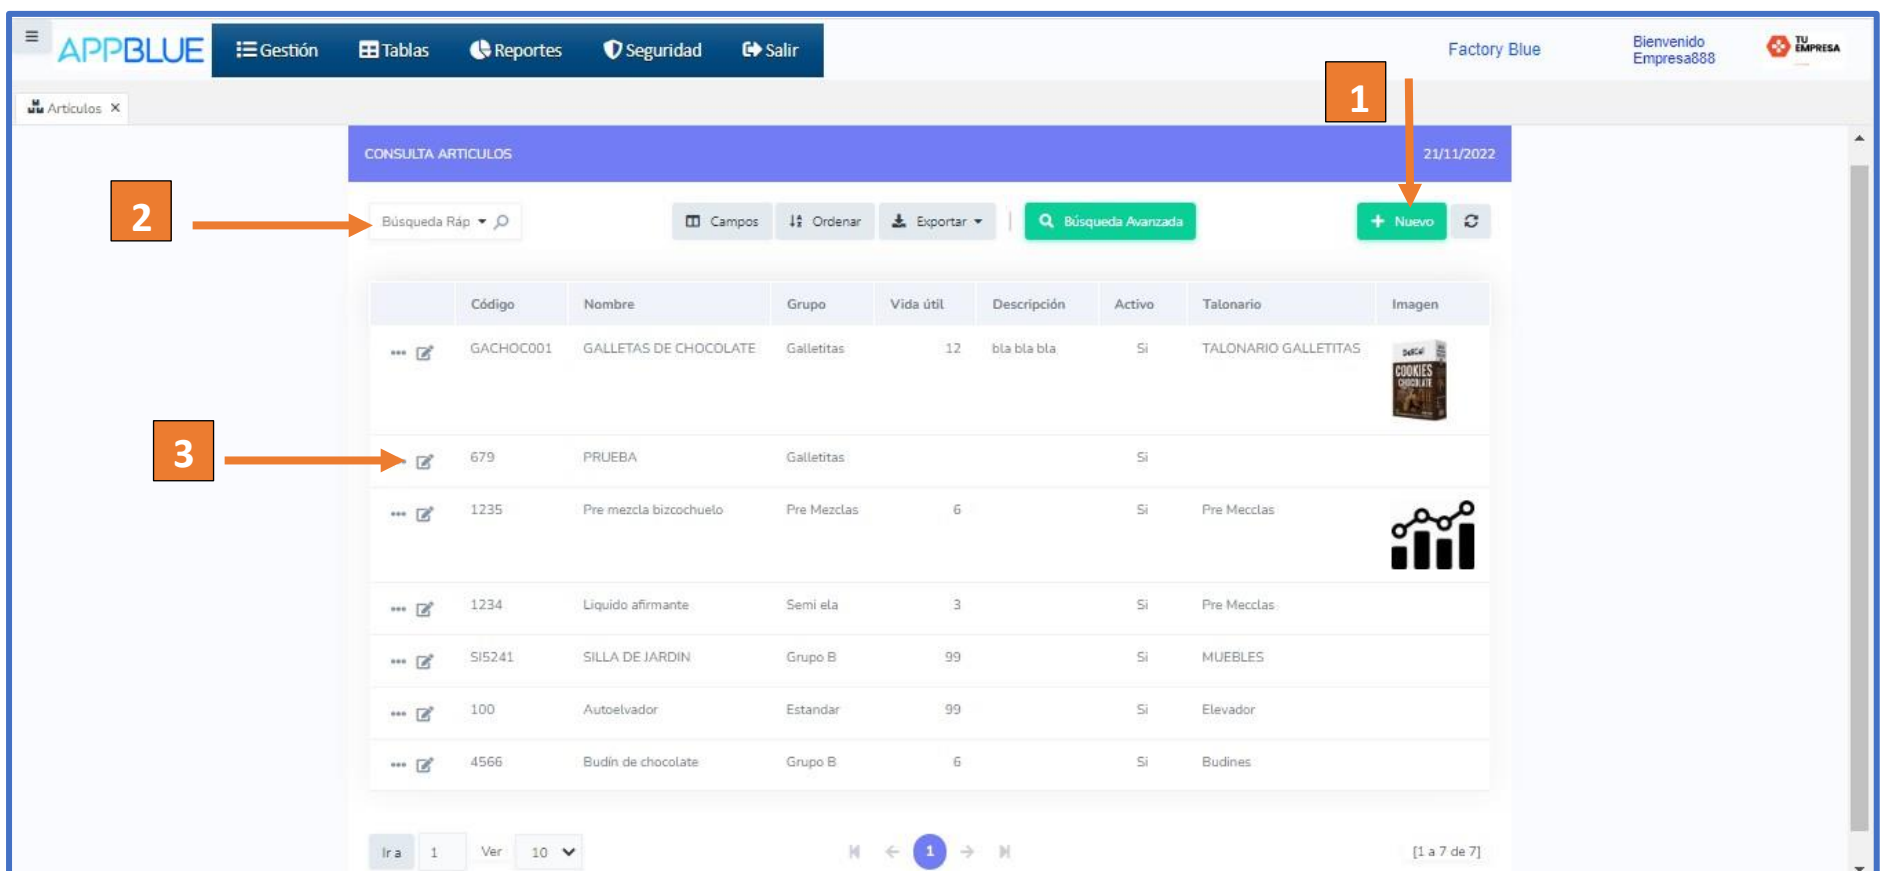 APPBLUE Gestión Tablas Reportes Seguridad Salir Factory Blue Bienvenido Empresa888 TU EMPRESA
Artículos X
1
CONSULTA ARTICULOS 21/11/2022
2
Búsqueda Ráp Campos Ordenar Exportar Búsqueda Avanzada + Nuevo
Código Nombre Grupo Vida útil Descripción Activo Talonario Imagen
GACHOC001 GALLETAS DE CHOCOLATE Galletitas 12 bla bla bla Si TALONARIO GALLETITAS
COOKIES
CHOCOLATE
3
679 PRUEBA Galletitas Si
1235 Pre mezcla bizcochuelo Pre Mezclas 6 Si Pre Mecclas
1234 Liquido afirmante Semi ela 3 Si Pre Mecclas
SI5241 SILLA DE JARDIN Grupo B 99 Si MUEBLES
100 Autoelvador Estandar 99 Si Elevador
4566 Budín de chocolate Grupo B 6 Si Budines
Ir a 1 Ver 10 1 [1 a 7 de 7]